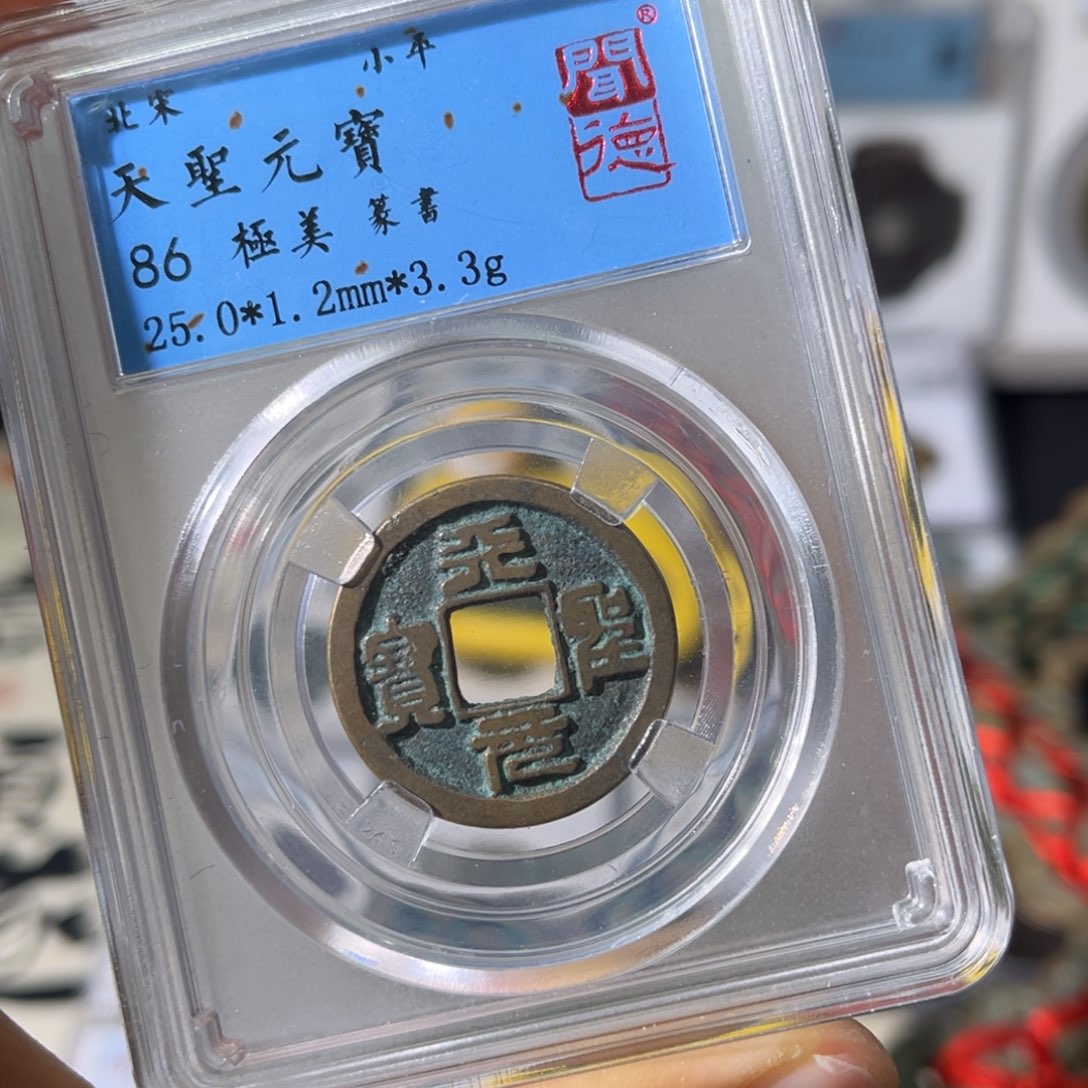 北宋 小平
天聖元寶
86 極美 篆書
25.0*1.2mm*3.3g
聞德
®
天聖元寶